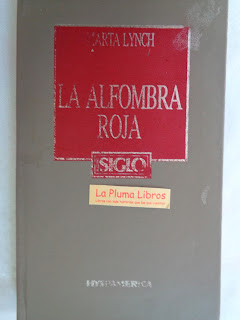 MARTA LYNCH
LA ALFOMBRA
ROJA
SIGLO
La Pluma Libros
HYSPAMERICA